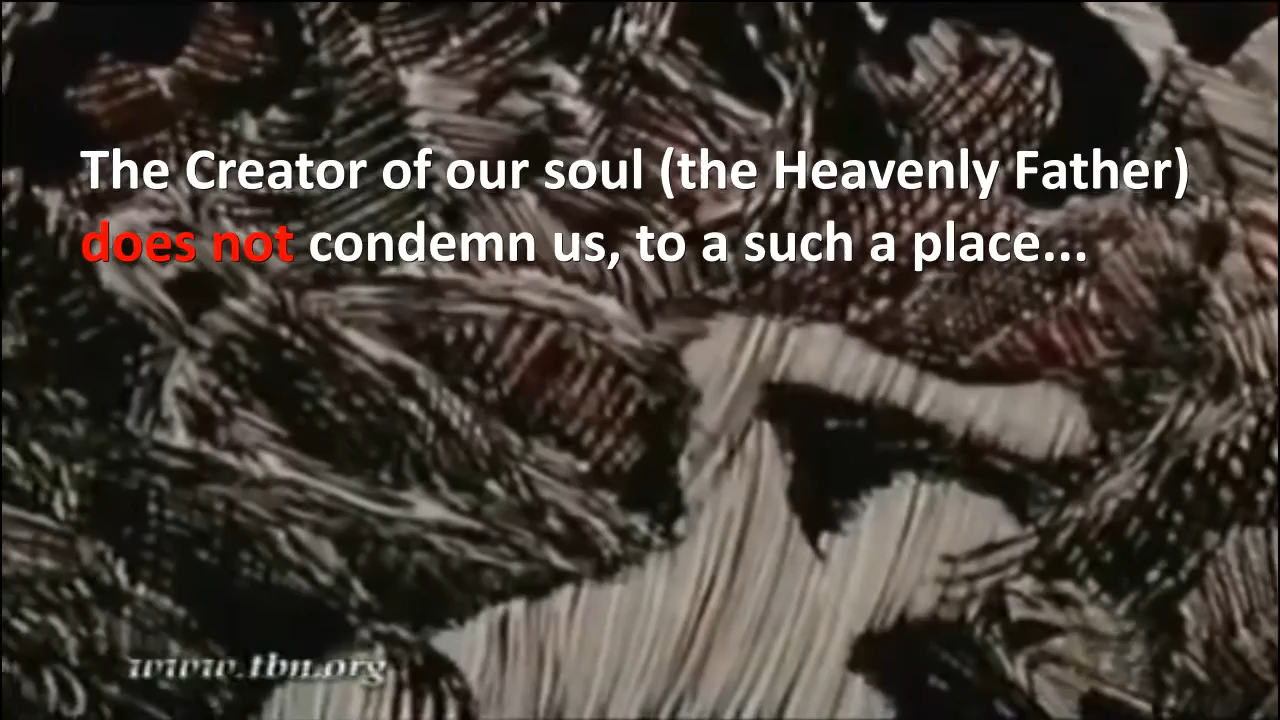 The Creator of our soul (the Heavenly Father)
does not condemn us, to a such a place...
www.tbn.org